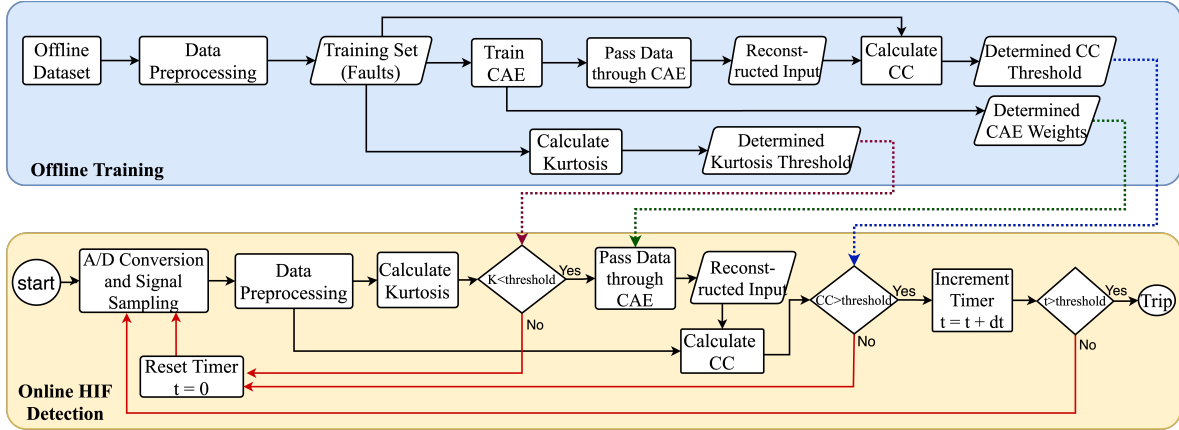 Offline
Dataset
Data
Preprocessing
Training Set
(Faults)
Train
CAE
Pass Data
through CAE
Reconst-
ructed Input
Calculate
CC
Determined CC
Threshold
Determined
CAE Weights
Calculate
Kurtosis
Determined
Kurtosis Threshold
Offline Training
start
A/D Conversion
and Signal
Sampling
Data
Preprocessing
Calculate
Kurtosis
K<threshold
Yes
No
Pass Data
through
CAE
Reconst-
ructed Input
Calculate
CC
CC>threshold
Yes
No
Increment
Timer
t = t + dt
t>threshold
Yes
No
Trip
Reset Timer
t = 0
Online HIF
Detection